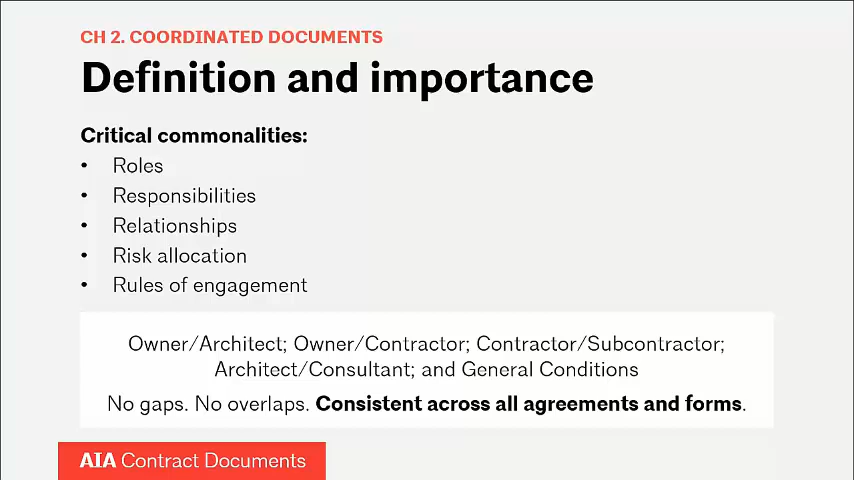 CH 2. COORDINATED DOCUMENTS
Definition and importance
Critical commonalities:
• Roles
• Responsibilities
• Relationships
• Risk allocation
• Rules of engagement
Owner/Architect; Owner/Contractor; Contractor/Subcontractor;
Architect/Consultant; and General Conditions
No gaps. No overlaps. Consistent across all agreements and forms.
AIA Contract Documents